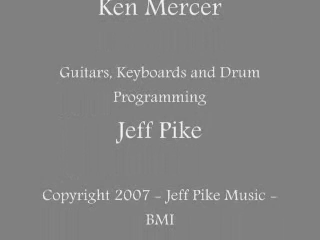 Ken Mercer
Guitars, Keyboards and Drum
Programming
Jeff Pike
Copyright 2007 - Jeff Pike Music -
BMI